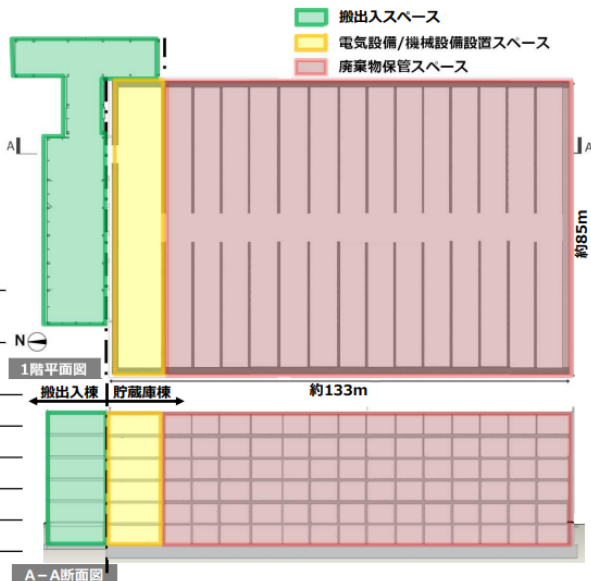 搬出入スペース
電気設備/機械設備設置スペース
廃棄物保管スペース
A
A
約85m
N
1階平面図
約133m
搬出入棟
貯蔵庫棟
A-A断面図